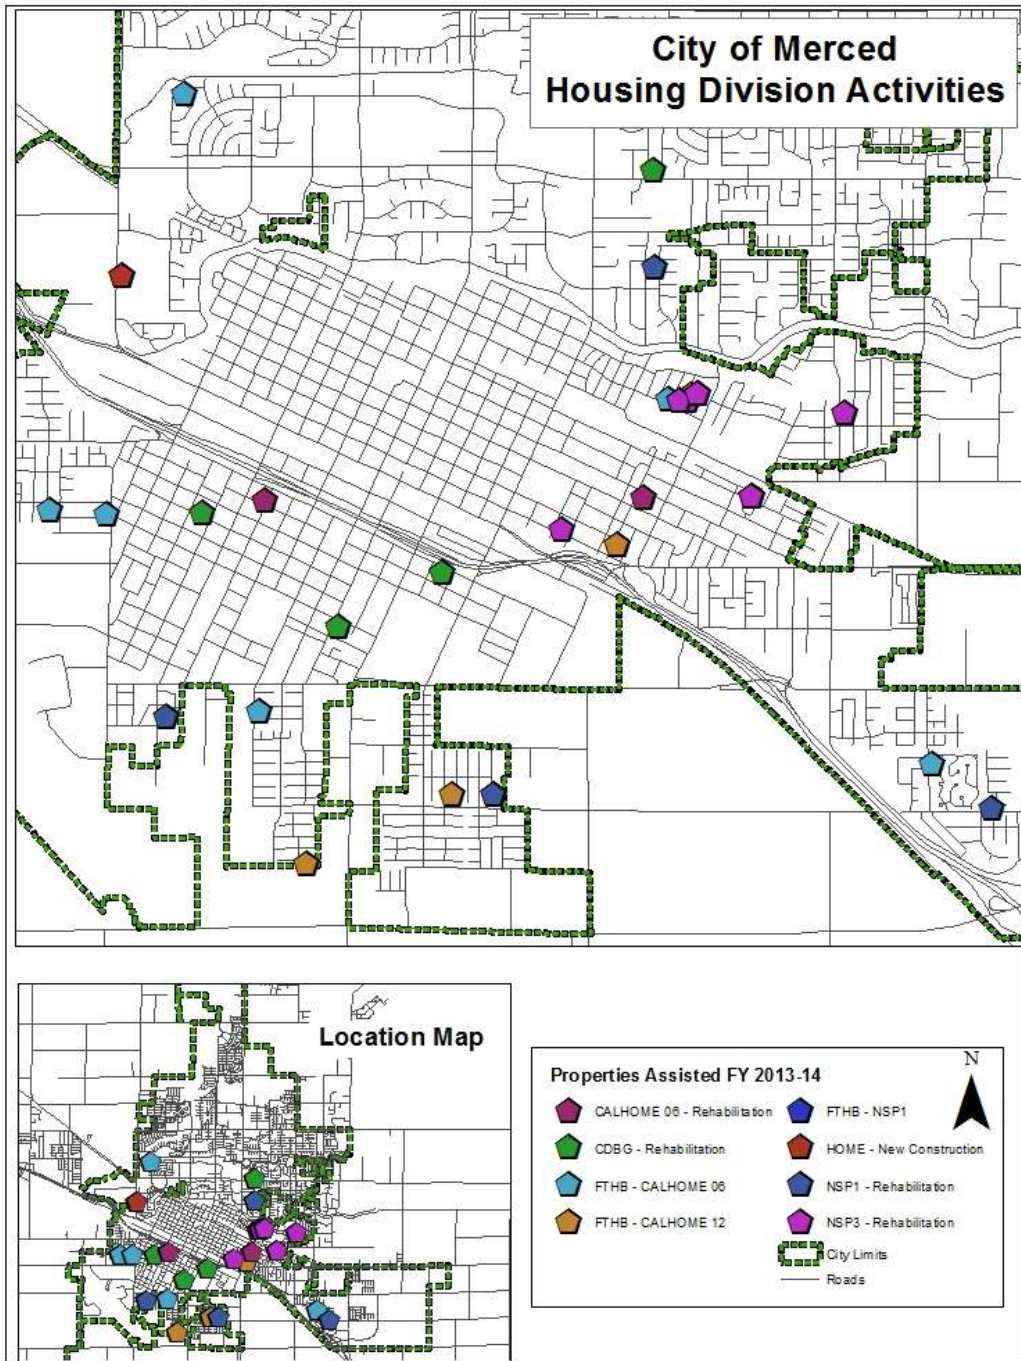 City of Merced
Housing Division Activities
Location Map
N
Properties Assisted FY 2013-14
CALHOME 06 - Rehabilitation
CDBG - Rehabilitation
FTHB - CALHOME 06
FTHB - CALHOME 12
FTHB - NSP1
HOME - New Construction
NSP1 - Rehabilitation
NSP3 - Rehabilitation
City Limits
Roads